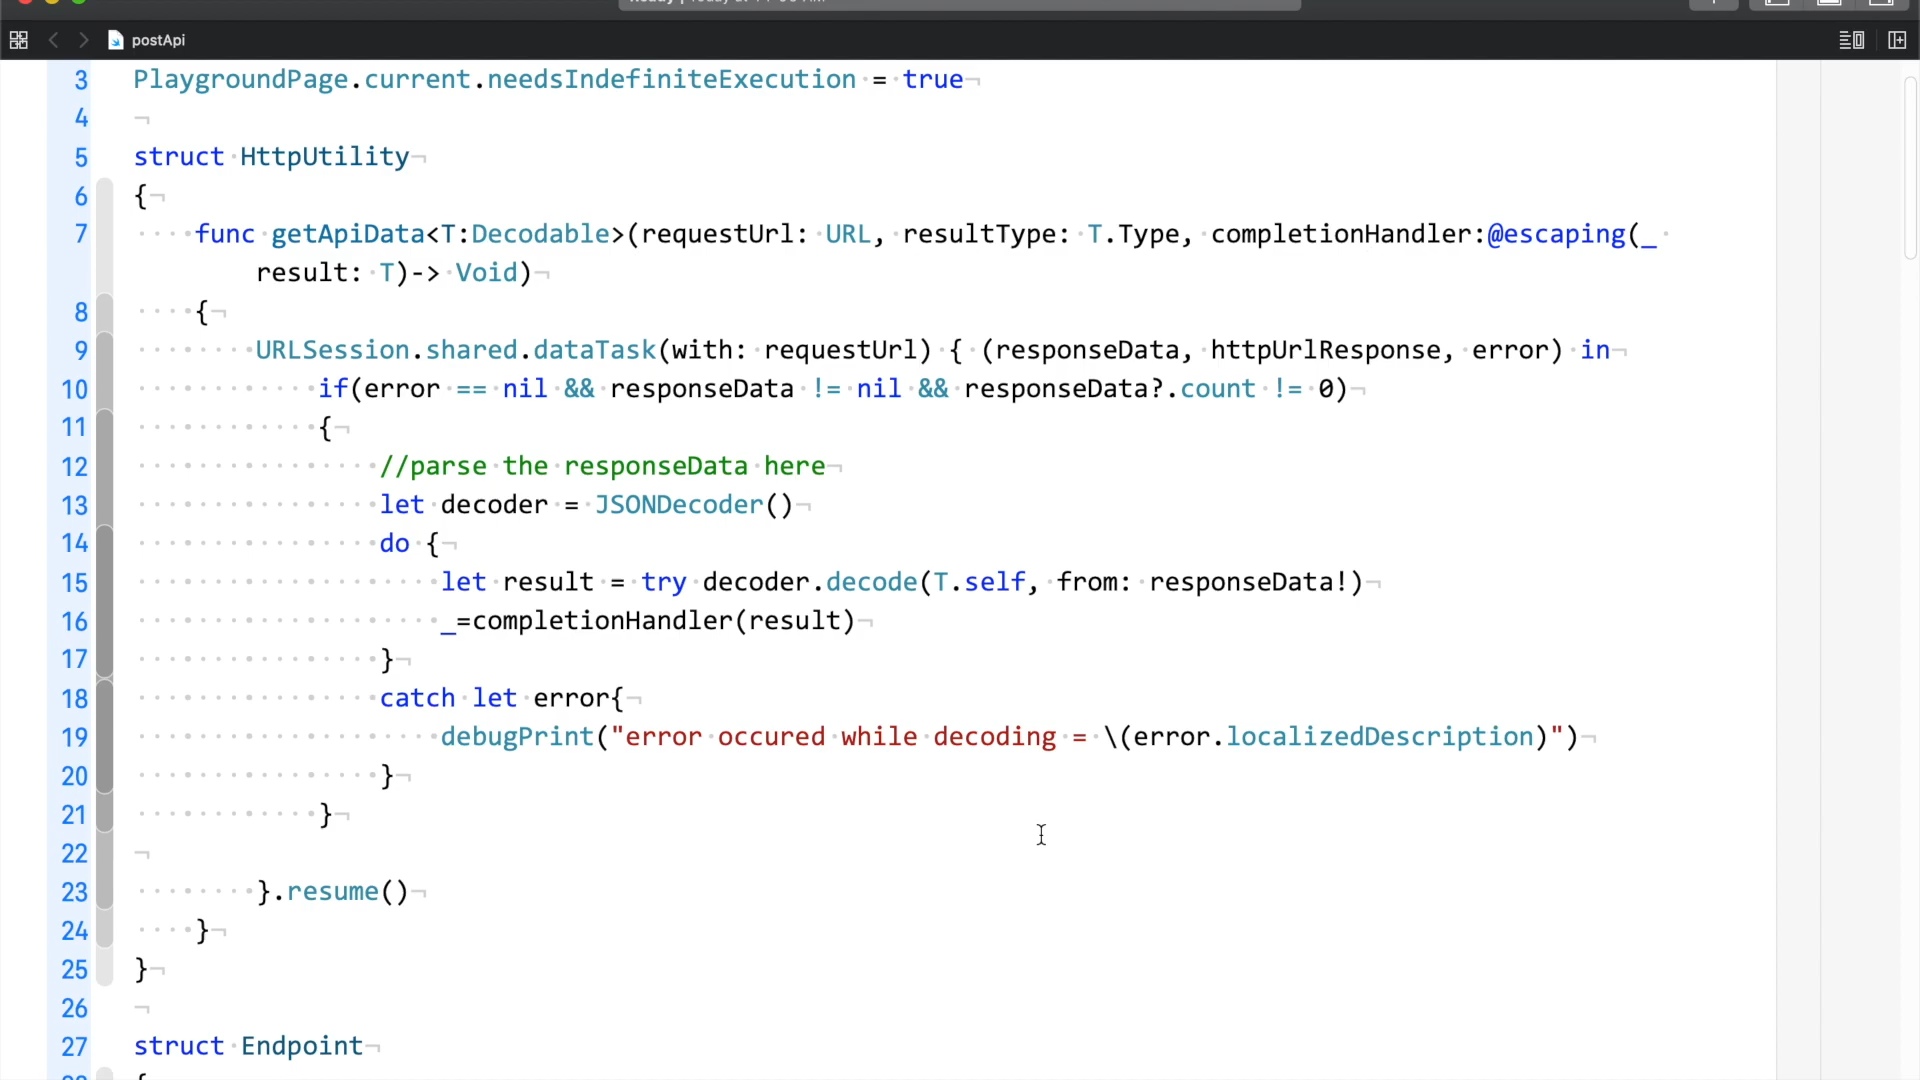 postApi
3 PlaygroundPage.current.needsIndefiniteExecution = true
4
5 struct HttpUtility
6 {
7 func getApiData<T:Decodable>(requestUrl: URL, resultType: T.Type, completionHandler:@escaping(_
result: T)-> Void)
8 {
9 URLSession.shared.dataTask(with: requestUrl) { (responseData, httpUrlResponse, error) in
10 if(error == nil && responseData != nil && responseData?.count != 0)
11 {
12 //parse the responseData here
13 let decoder = JSONDecoder()
14 do {
15 let result = try decoder.decode(T.self, from: responseData!)
16 _=completionHandler(result)
17 }
18 catch let error{
19 debugPrint("error occured while decoding = \(error.localizedDescription)")
20 }
21 }
22
23 }.resume()
24 }
25 }
26
27 struct Endpoint